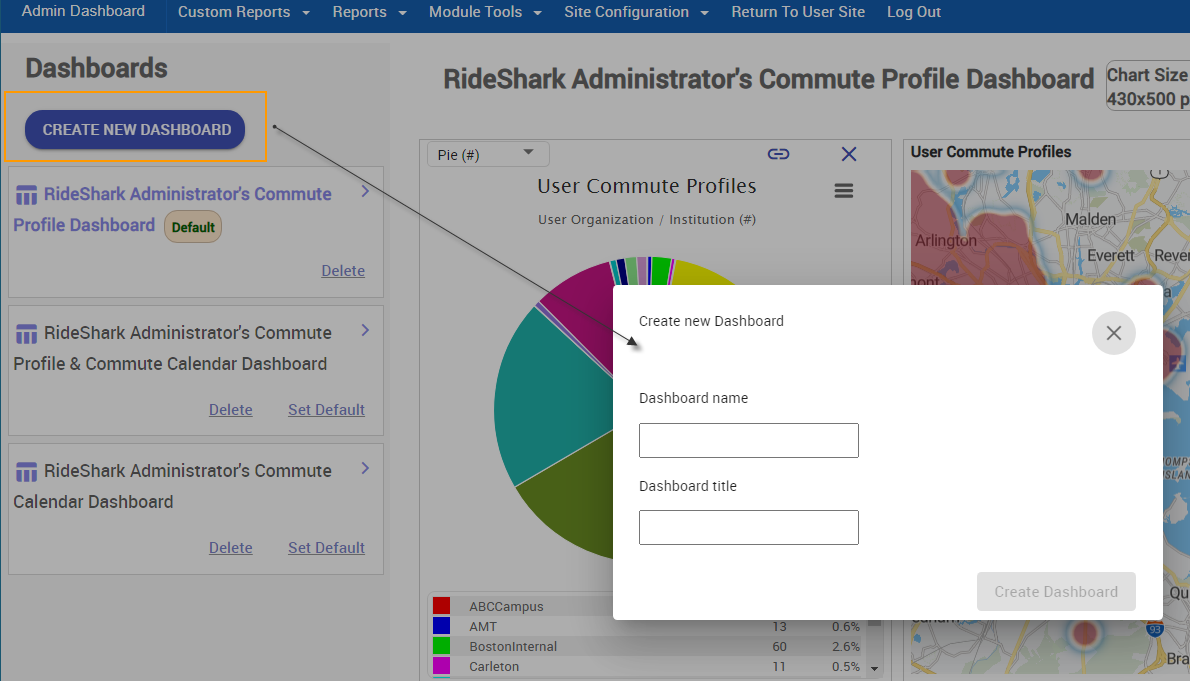 Admin Dashboard Custom Reports Reports Module Tools Site Configuration Return To User Site Log Out
Dashboards
CREATE NEW DASHBOARD
RideShark Administrator's Commute
Profile Dashboard Default
Delete
RideShark Administrator's Commute
Profile & Commute Calendar Dashboard
Delete Set Default
RideShark Administrator's Commute
Calendar Dashboard
Delete Set Default
RideShark Administrator's Commute Profile Dashboard
Chart Size
430x500 p
Pie (#)
User Commute Profiles
User Organization / Institution (#)
ABCCampus
AMT 13 0.6%
BostonInternal 60 2.6%
Carleton 11 0.5%
User Commute Profiles
Malden
Arlington
Everett Rever
mont
93
Qu
Bra
Create new Dashboard
Dashboard name
Dashboard title
Create Dashboard